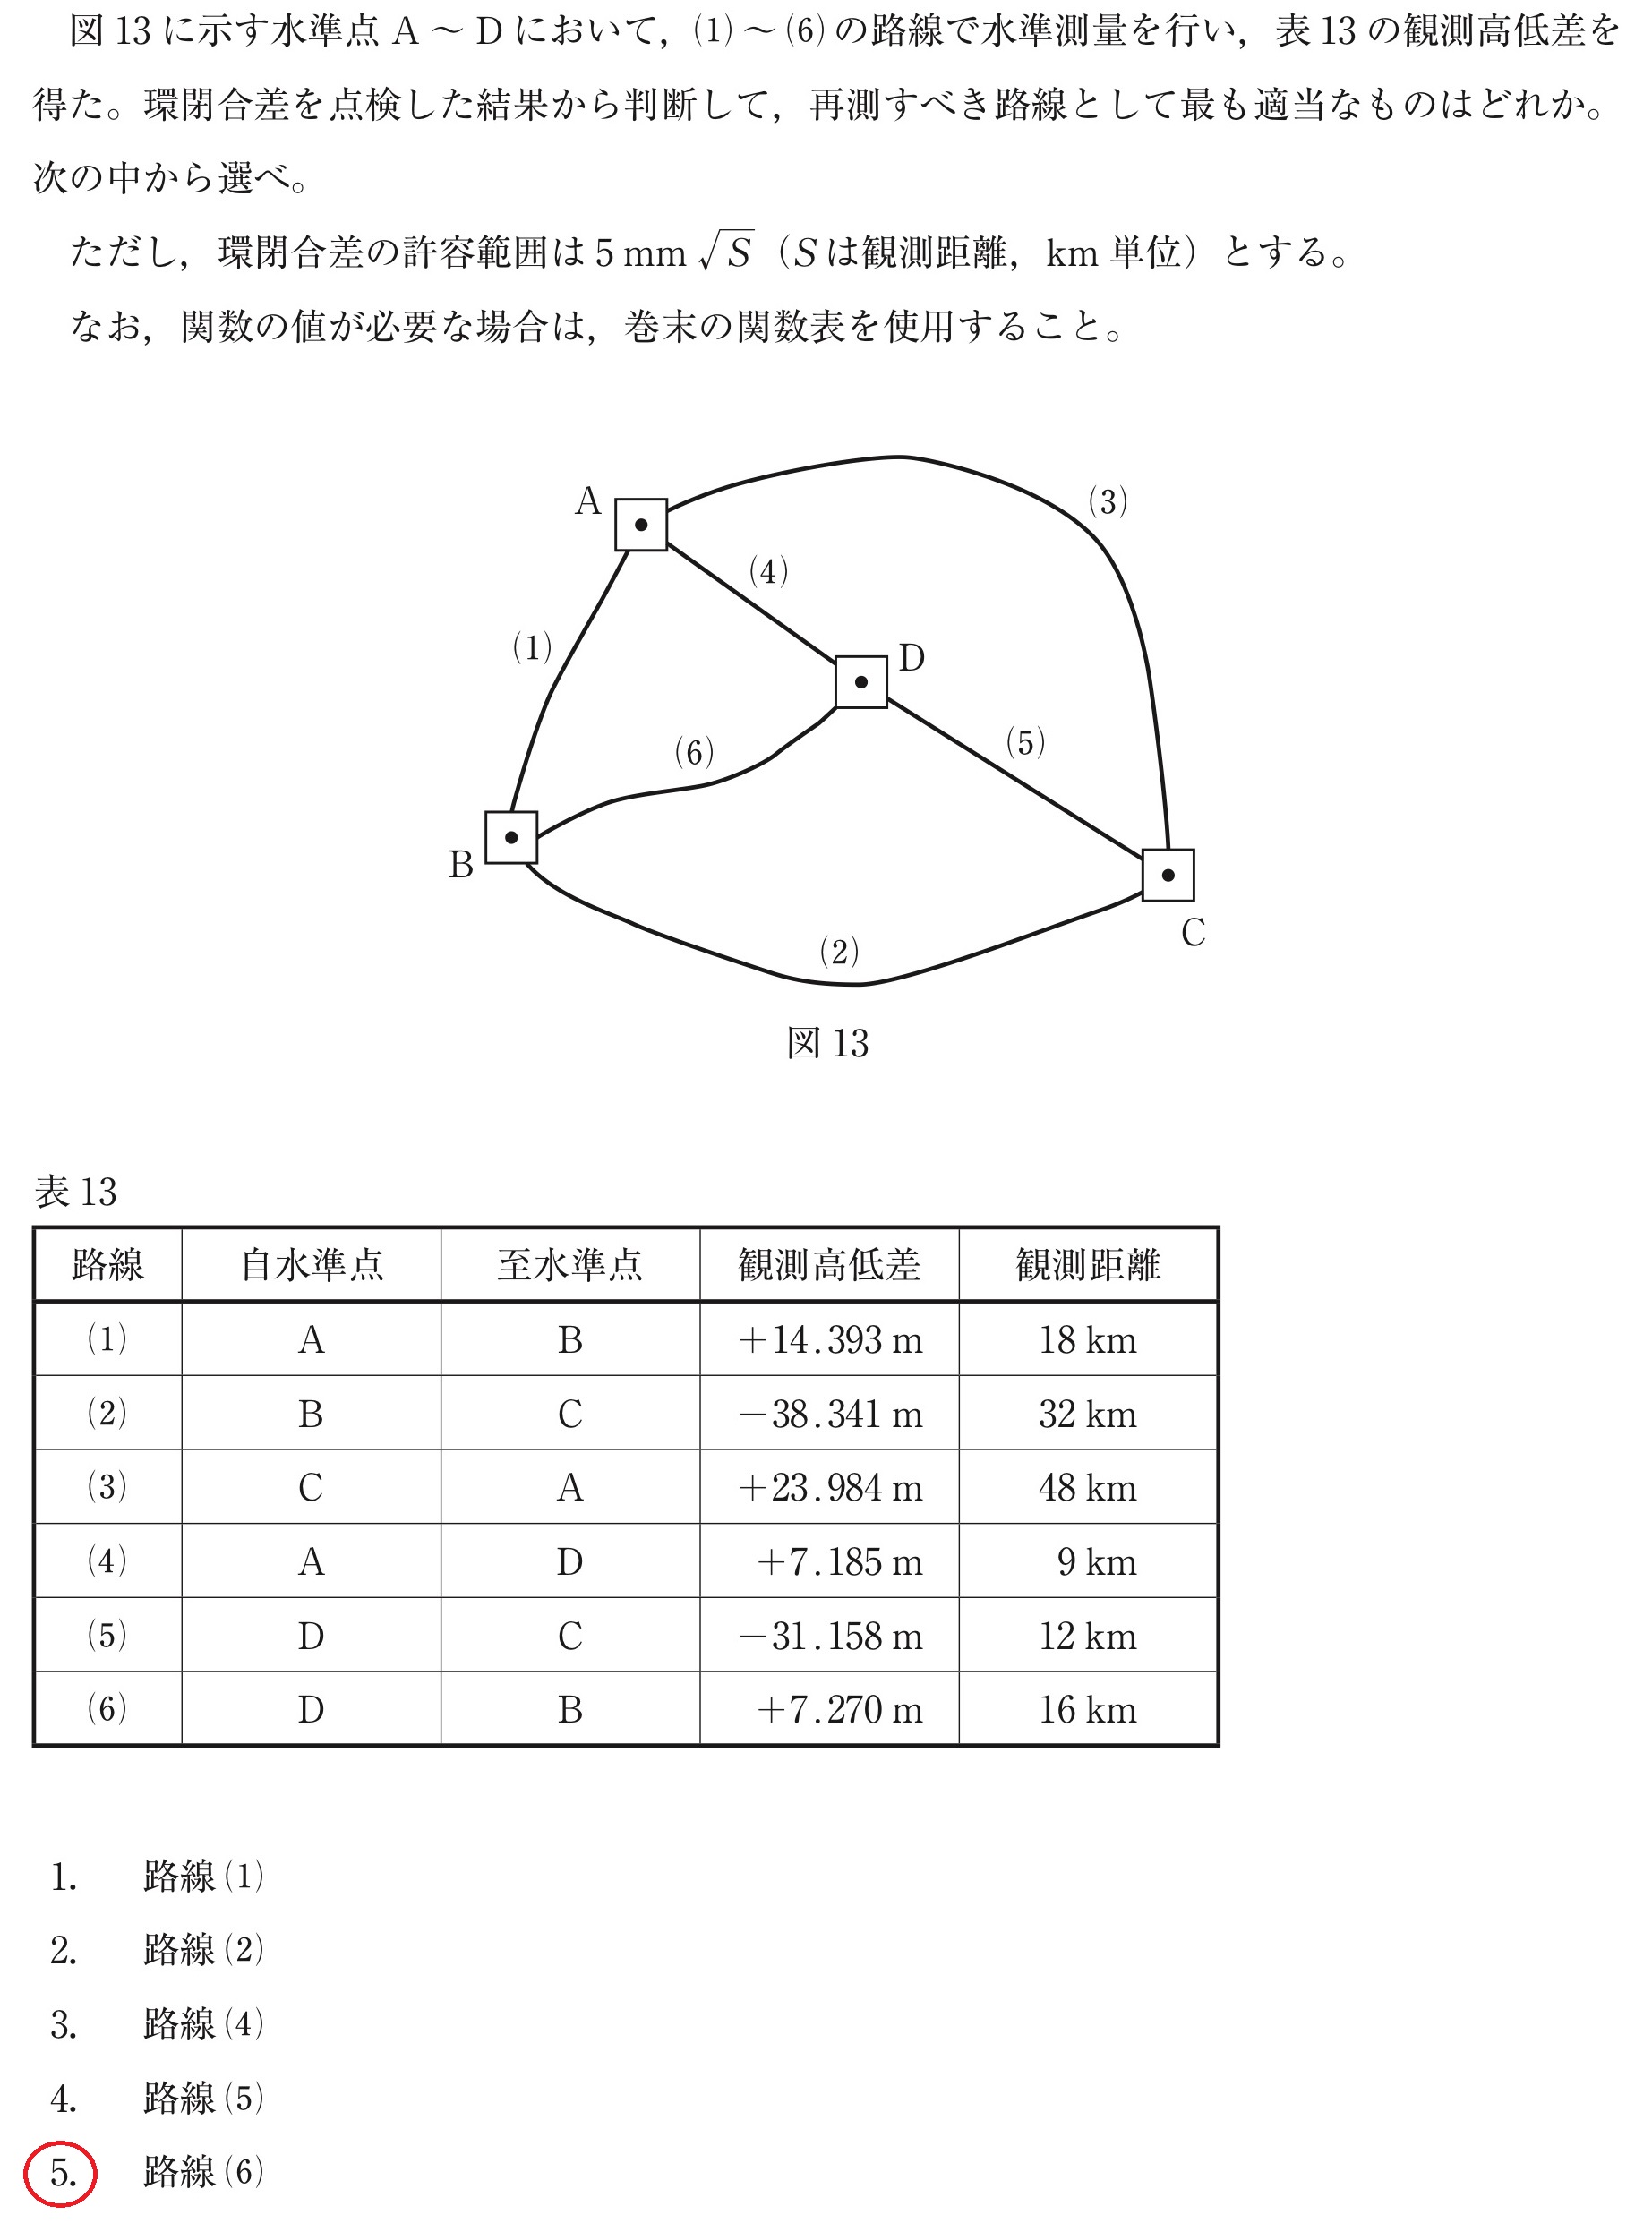 図 13 に示す水準点 A ～ D において，(1)～(6)の路線で水準測量を行い，表 13 の観測高低差を
得た。環閉合差を点検した結果から判断して，再測すべき路線として最も適当なものはどれか。
次の中から選べ。
ただし，環閉合差の許容範囲は 5 mm √S（S は観測距離，km 単位）とする。
なお，関数の値が必要な場合は，巻末の関数表を使用すること。
A
(3)
(4)
(1)
D
(6)
(5)
B
(2)
C
図 13
表 13
路線 自水準点 至水準点 観測高低差 観測距離
(1) A B +14.393 m 18 km
(2) B C −38.341 m 32 km
(3) C A +23.984 m 48 km
(4) A D +7.185 m 9 km
(5) D C −31.158 m 12 km
(6) D B +7.270 m 16 km
1. 路線(1)
2. 路線(2)
3. 路線(4)
4. 路線(5)
5. 路線(6)